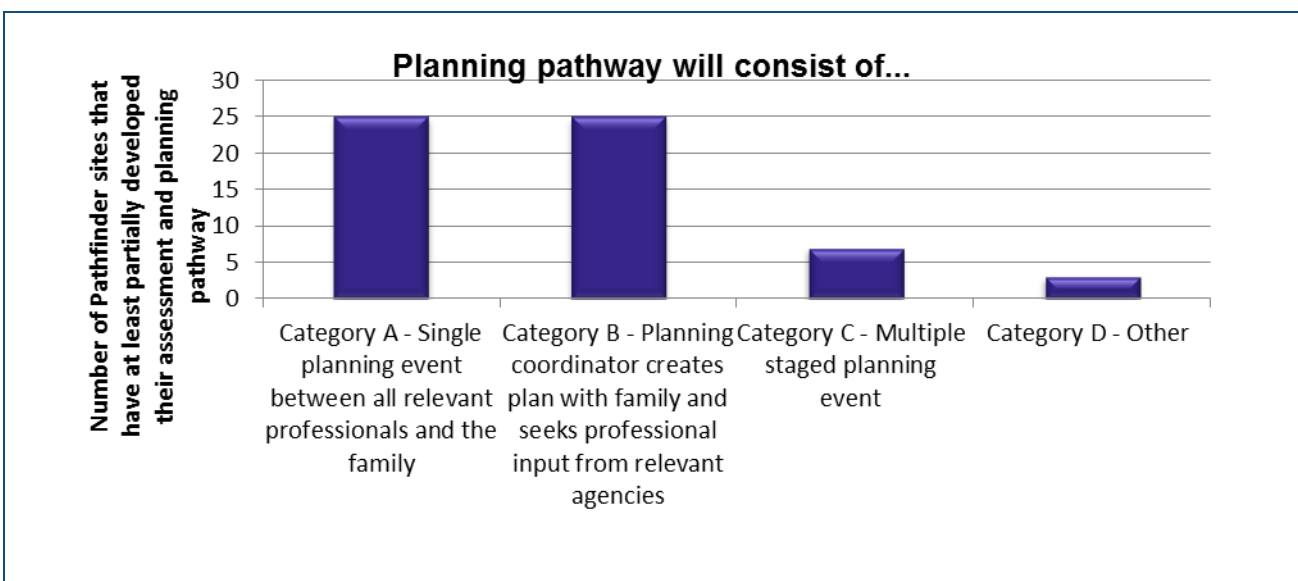 Planning pathway will consist of...
Number of Pathfinder sites that
have at least partially developed
their assessment and planning
pathway
30
25
20
15
10
5
0
Category A - Single
planning event
between all relevant
professionals and the
family
Category B - Planning
coordinator creates
plan with family and
seeks professional
input from relevant
agencies
Category C - Multiple
staged planning
event
Category D - Other